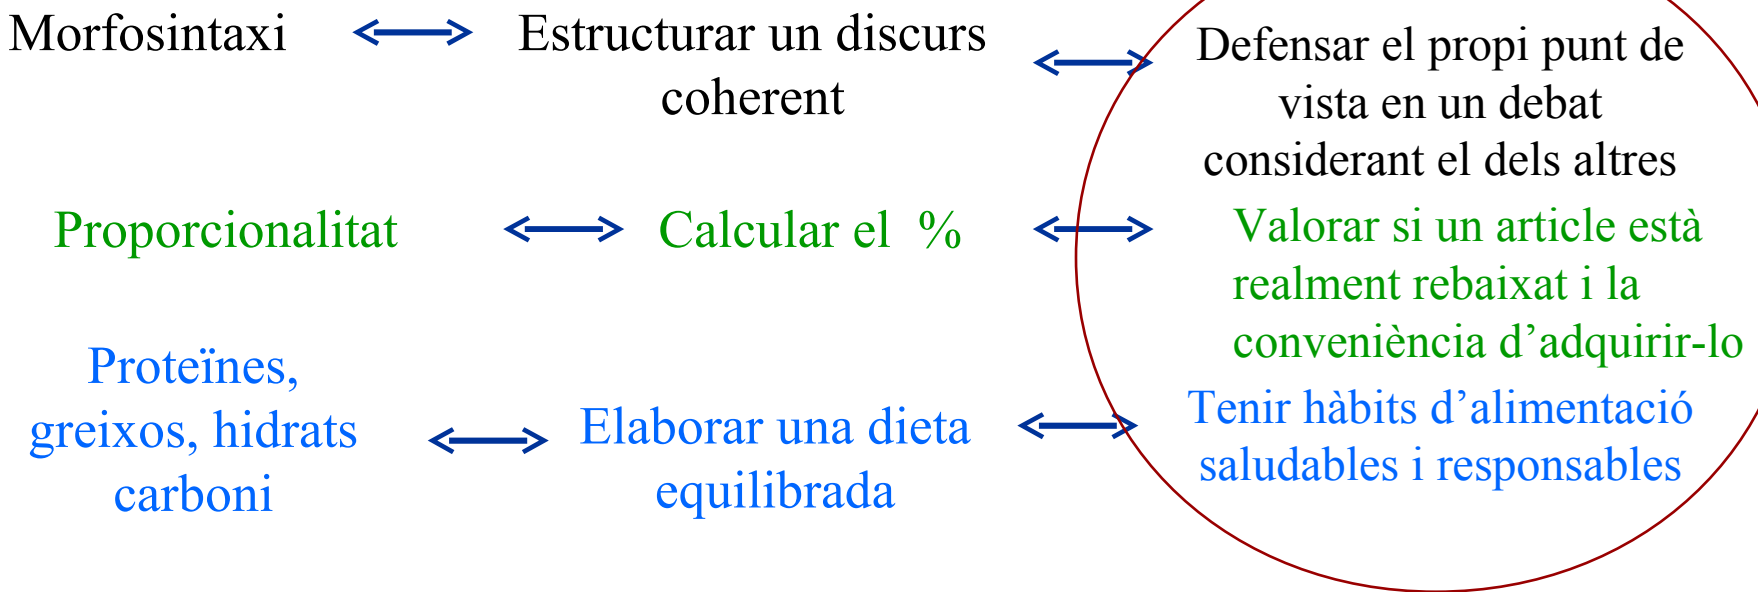 Morfosintaxi
Estructurar un discurs
coherent
Defensar el propi punt de
vista en un debat
considerant el dels altres
Proporcionalitat
Calcular el %
Valorar si un article està
realment rebaixat i la
conveniència d’adquirir-lo
Proteïnes,
greixos, hidrats
carboni
Elaborar una dieta
equilibrada
Tenir hàbits d’alimentació
saludables i responsables